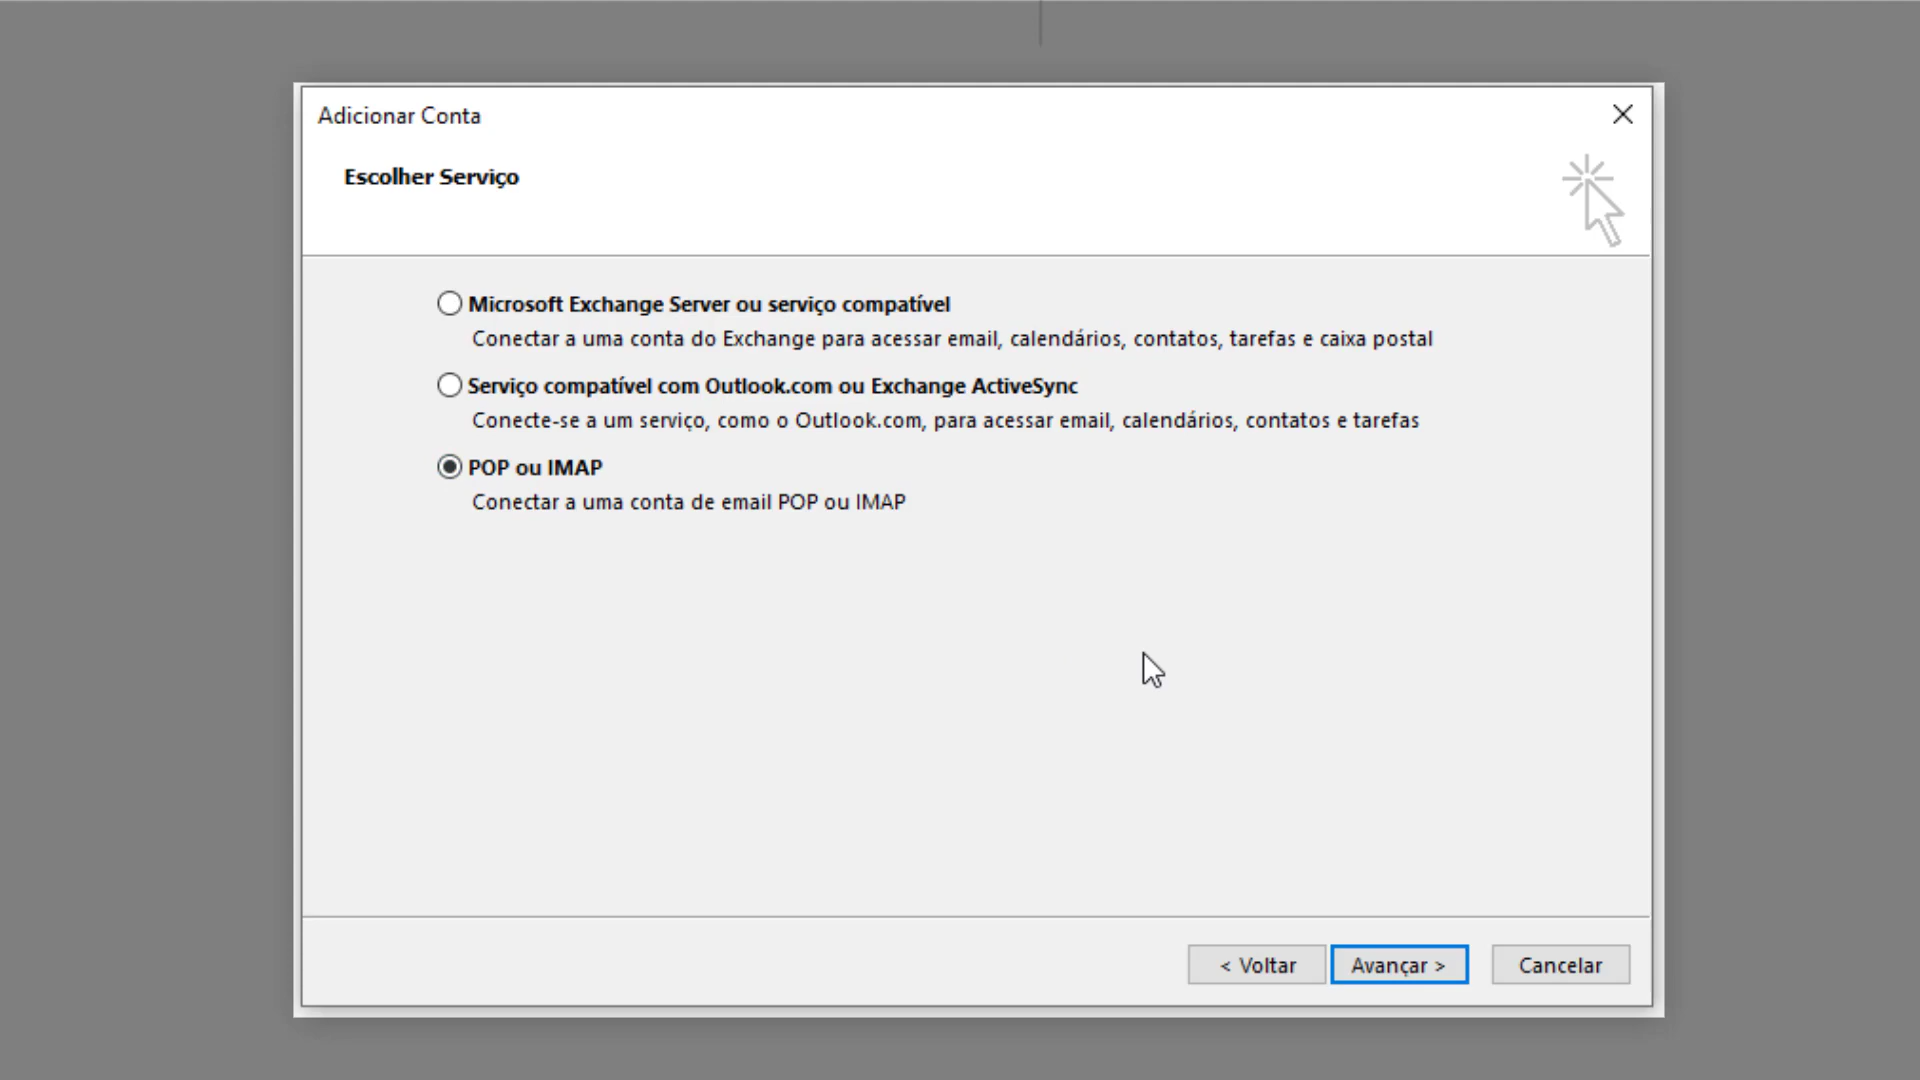 Adicionar Conta
Escolher Serviço
Microsoft Exchange Server ou serviço compatível
Conectar a uma conta do Exchange para acessar email, calendários, contatos, tarefas e caixa postal
Serviço compatível com Outlook.com ou Exchange ActiveSync
Conecte-se a um serviço, como o Outlook.com, para acessar email, calendários, contatos e tarefas
POP ou IMAP
Conectar a uma conta de email POP ou IMAP
< Voltar
Avançar >
Cancelar